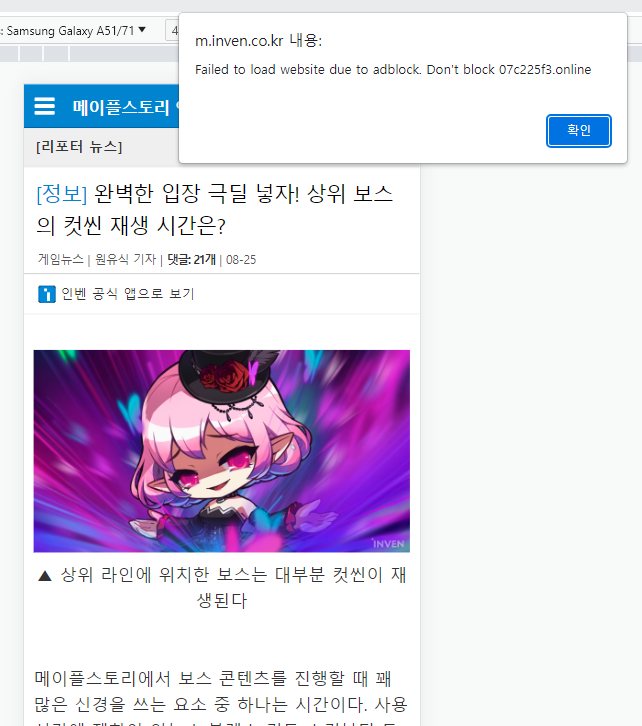 : Samsung Galaxy A51/71 ▼
4
m.inven.co.kr 내용:
Failed to load website due to adblock. Don't block 07c225f3.online
확인
메이플스토리
[리포터 뉴스]
[정보] 완벽한 입장 극딜 넣자! 상위 보스
의 컷씬 재생 시간은?
게임뉴스 | 원유식 기자 | 댓글: 21개 | 08-25
인벤 공식 앱으로 보기
INVEN
▲ 상위 라인에 위치한 보스는 대부분 컷씬이 재
생된다
메이플스토리에서 보스 콘텐츠를 진행할 때 꽤
많은 신경을 쓰는 요소 중 하나는 시간이다. 사용